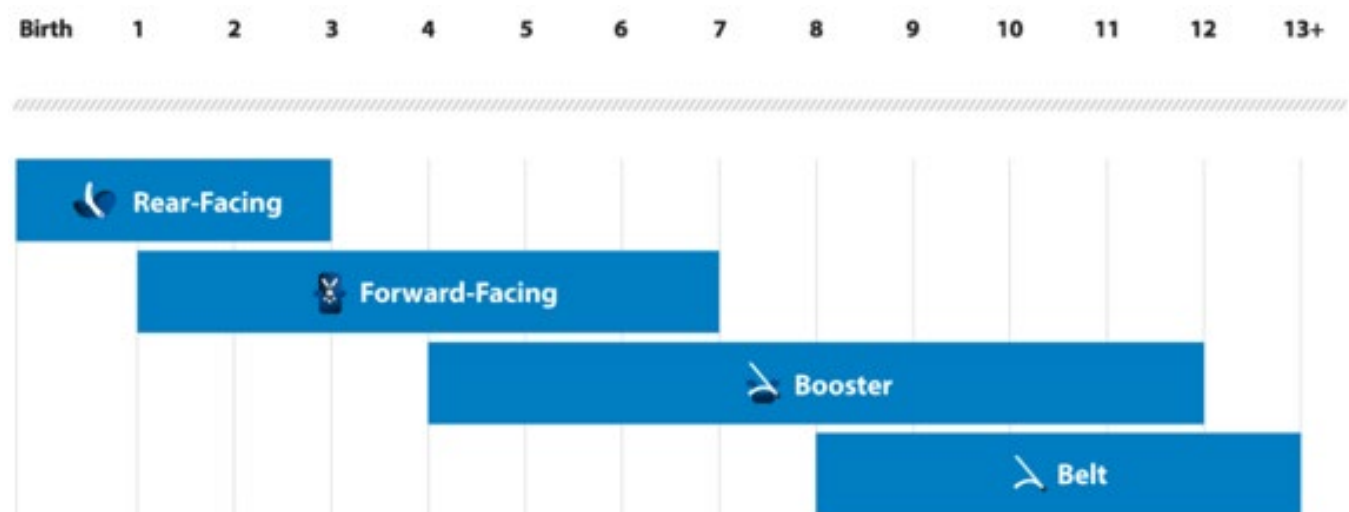 Birth 1 2 3 4 5 6 7 8 9 10 11 12 13+
Rear-Facing
Forward-Facing
Booster
Belt